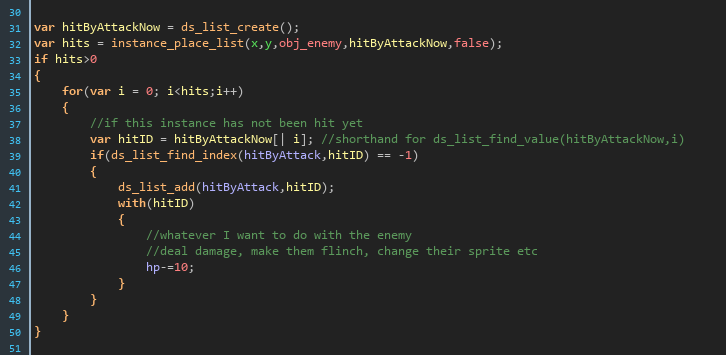 30
31 var hitByAttackNow = ds_list_create();
32 var hits = instance_place_list(x,y,obj_enemy,hitByAttackNow,false);
33 if hits>0
34 {
35     for(var i = 0; i<hits;i++)
36     {
37         //if this instance has not been hit yet
38         var hitID = hitByAttackNow[| i]; //shorthand for ds_list_find_value(hitByAttackNow,i)
39         if(ds_list_find_index(hitByAttack,hitID) == -1)
40         {
41             ds_list_add(hitByAttack,hitID);
42             with(hitID)
43             {
44                 //whatever I want to do with the enemy
45                 //deal damage, make them flinch, change their sprite etc
46                 hp-=10;
47             }
48         }
49     }
50 }
51